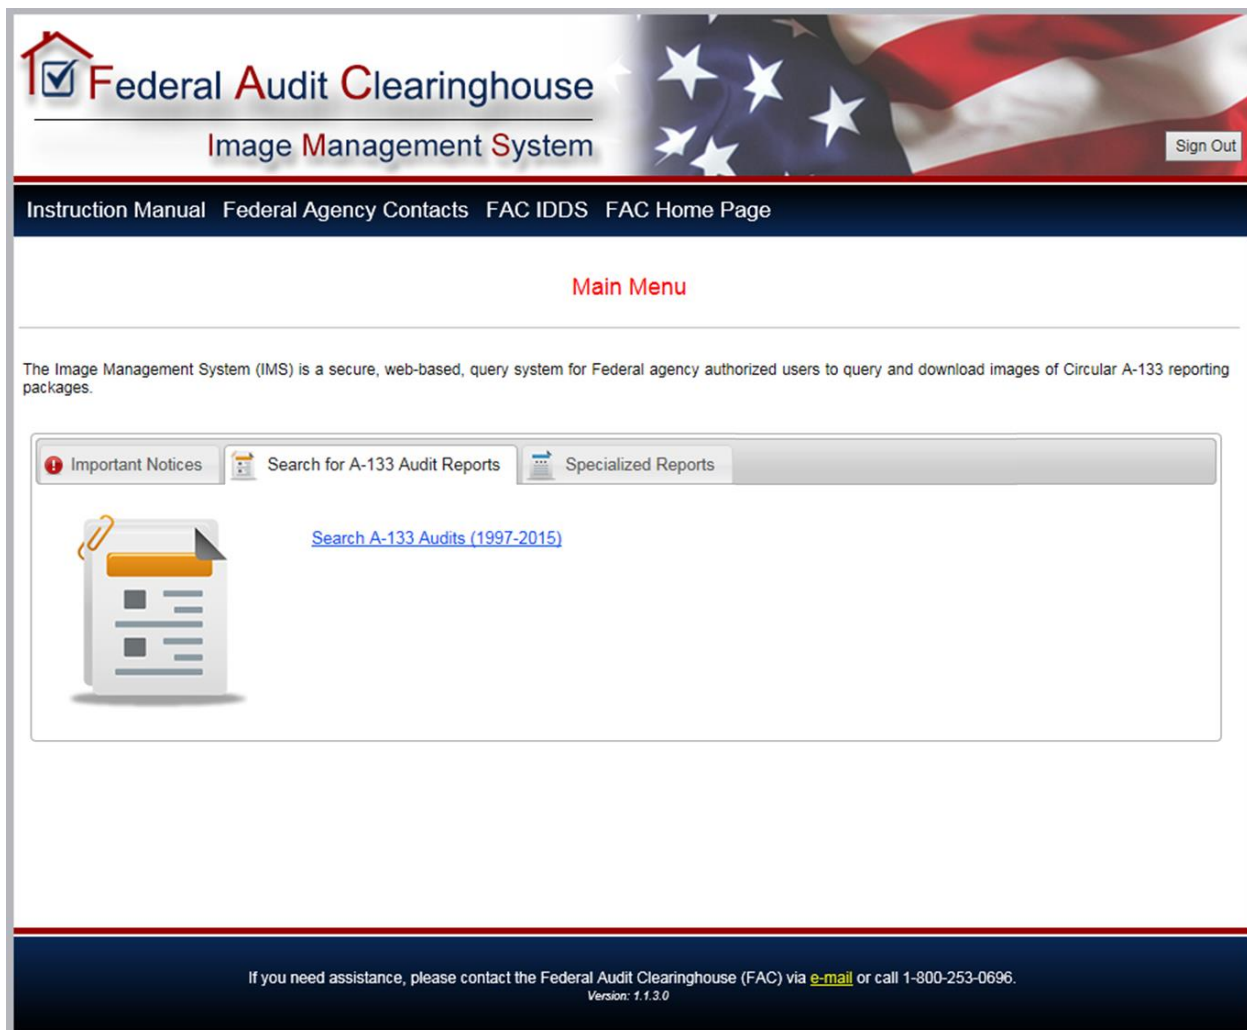 Federal Audit Clearinghouse
Image Management System
Sign Out
Instruction Manual Federal Agency Contacts FAC IDDS FAC Home Page
Main Menu
The Image Management System (IMS) is a secure, web-based, query system for Federal agency authorized users to query and download images of Circular A-133 reporting
packages.
Important Notices Search for A-133 Audit Reports Specialized Reports
Search A-133 Audits (1997-2015)
If you need assistance, please contact the Federal Audit Clearinghouse (FAC) via e-mail or call 1-800-253-0696.
Version: 1.1.3.0